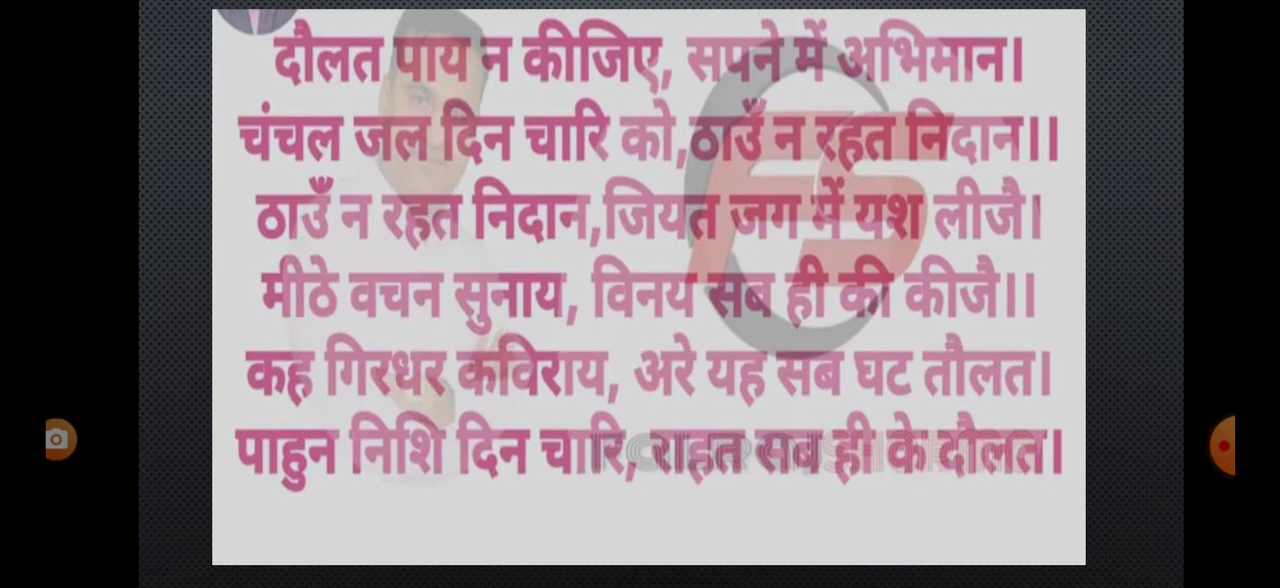 दौलत पाय न कीजिए, सपने में अभिमान।
चंचल जल दिन चारि को,ठाउँ न रहत निदान।।
ठाउँ न रहत निदान,जियत जग में यश लीजै।
मीठे वचन सुनाय, विनय सब ही की कीजै।।
कह गिरधर कविराय, अरे यह सब घट तौलत।
पाहुन निशि दिन चारि, राहत सब ही के दौलत।